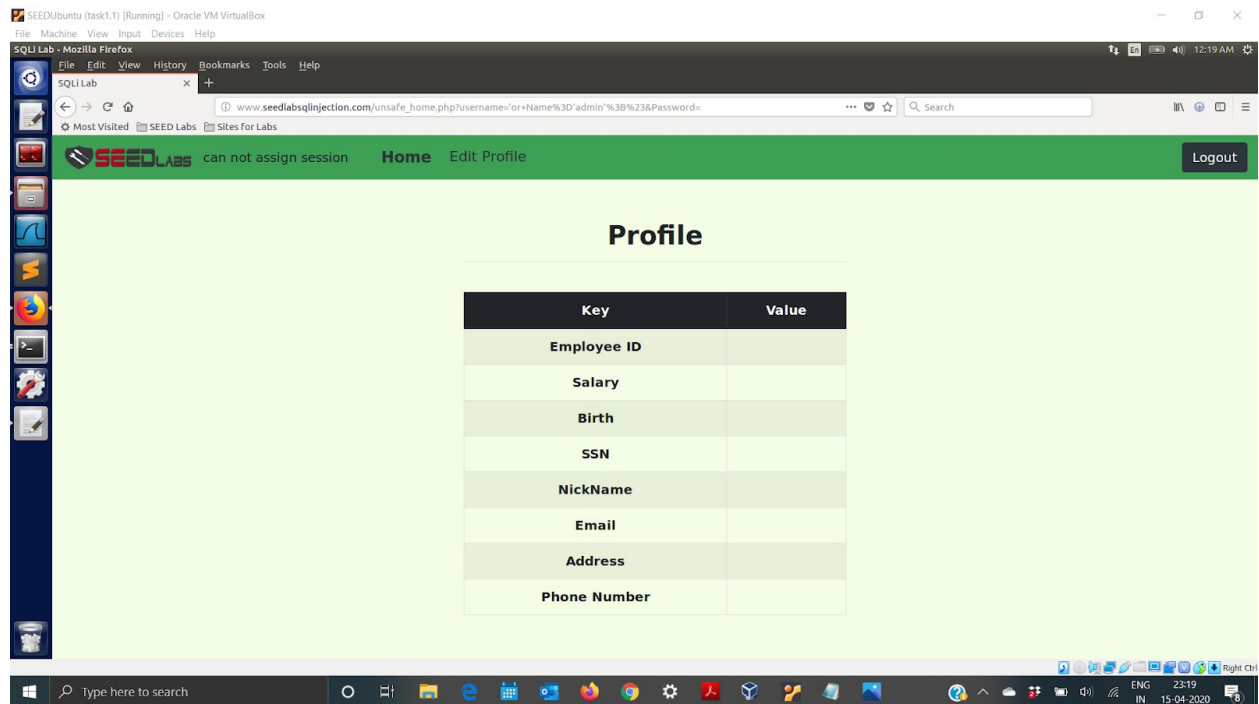 SEEDUbuntu (task1.1) [Running] - Oracle VM VirtualBox
File Machine View Input Devices Help
SQLi Lab - Mozilla Firefox
En 12:19 AM
File Edit View History Bookmarks Tools Help
SQLi Lab × +
www.seedlabsqlinjection.com/unsafe_home.php?username='or+Name%3D'admin'%3B%23&Password=
Search
Most Visited SEED Labs Sites for Labs
SEEDLABS can not assign session Home Edit Profile Logout
Profile
Key Value
Employee ID
Salary
Birth
SSN
NickName
Email
Address
Phone Number
Right Ctrl
Type here to search
ENG 23:19
IN 15-04-2020
8